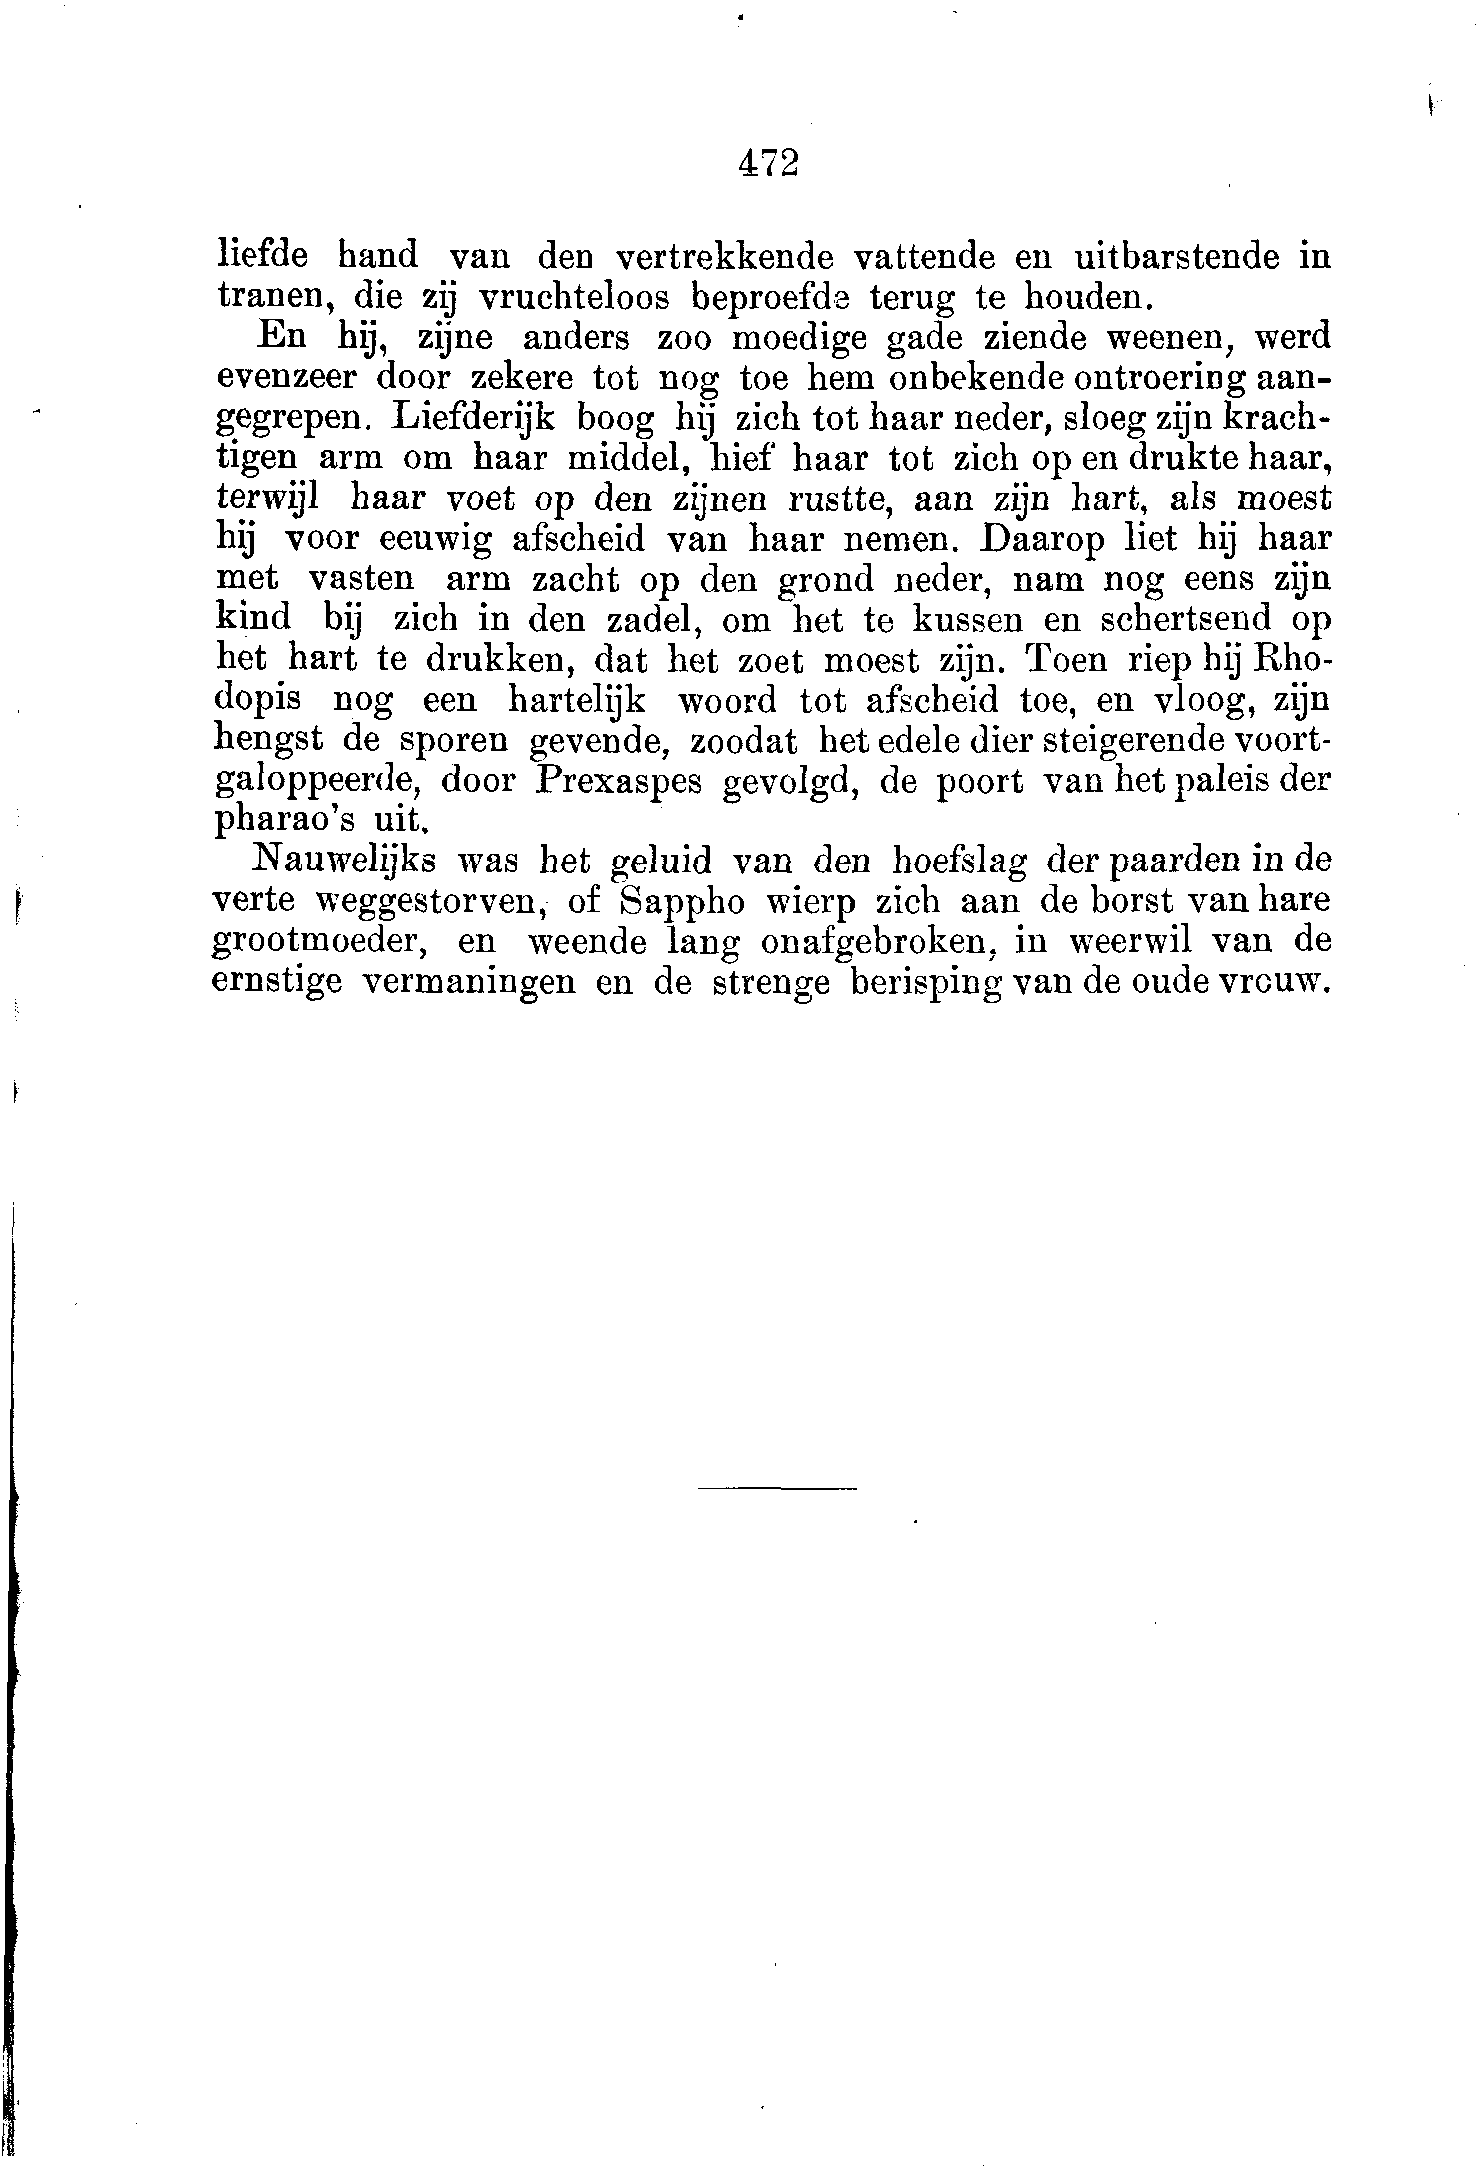 472
liefde hand van den vertrekkende vattende en uitbarstende in
tranen, die zij vruchteloos beproefde terug te houden.
En hij, zijne anders zoo moedige gade ziende weenen, werd
evenzeer door zekere tot nog toe hem onbekende ontroering aan-
gegrepen. Liefderijk boog hij zich tot haar neder, sloeg zijn krach-
tigen arm om haar middel, hief haar tot zich op en drukte haar,
terwijl haar voet op den zijnen rustte, aan zijn hart, als moest
hij voor eeuwig afscheid van haar nemen. Daarop liet hij haar
met vasten arm zacht op den grond neder, nam nog eens zijn
kind bij zich in den zadel, om het te kussen en schertsend op
het hart te drukken, dat het zoet moest zijn. Toen riep hij Rho-
dopis nog een hartelijk woord tot afscheid toe, en vloog, zijn
hengst de sporen gevende, zoodat het edele dier steigerende voort-
galoppeerde, door Prexaspes gevolgd, de poort van het paleis der
pharao's uit.
Nauwelijks was het geluid van den hoefslag der paarden in de
verte weggestorven, of Sappho wierp zich aan de borst van hare
grootmoeder, en weende lang onafgebroken, in weerwil van de
ernstige vermaningen en de strenge berisping van de oude vrouw.